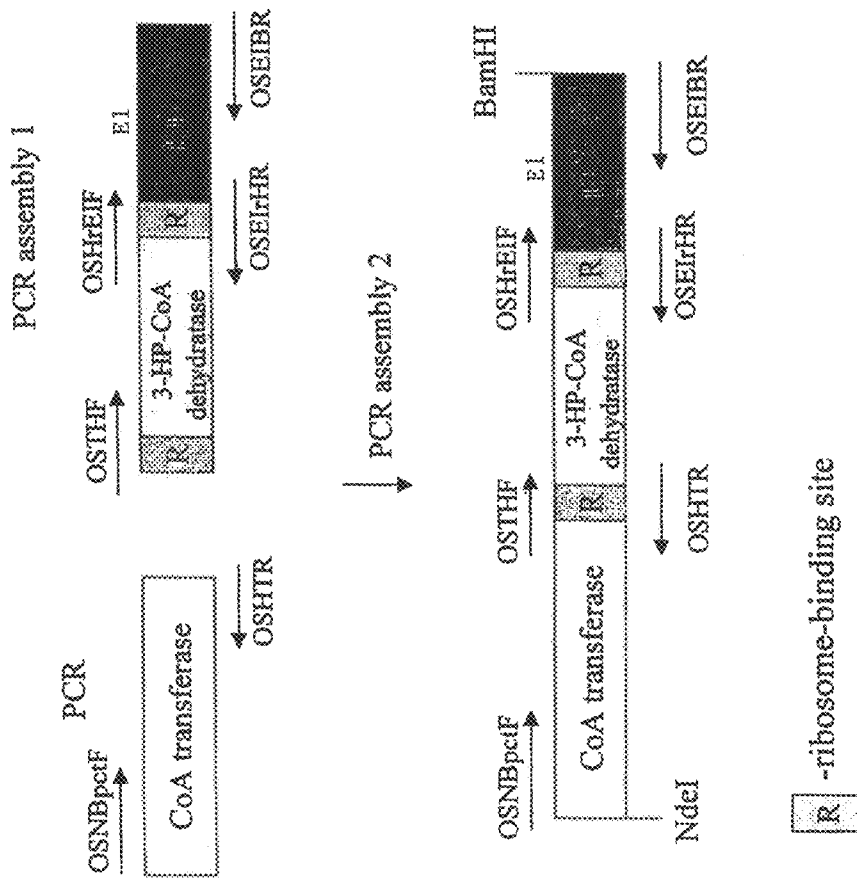 PCR
PCR assembly 1
OSNBpctF
OSTHF
OSHrEIF
E1
CoA transferase
R
3-HP-CoA
dehydratase
R
OSHTR
OSEIrHR
OSEIBR
PCR assembly 2
BamHI
OSNBpctF
OSTHF
OSHrEIF
E1
CoA transferase
R
3-HP-CoA
dehydratase
R
NdeI
OSHTR
OSEIrHR
OSEIBR
R -ribosome-binding site